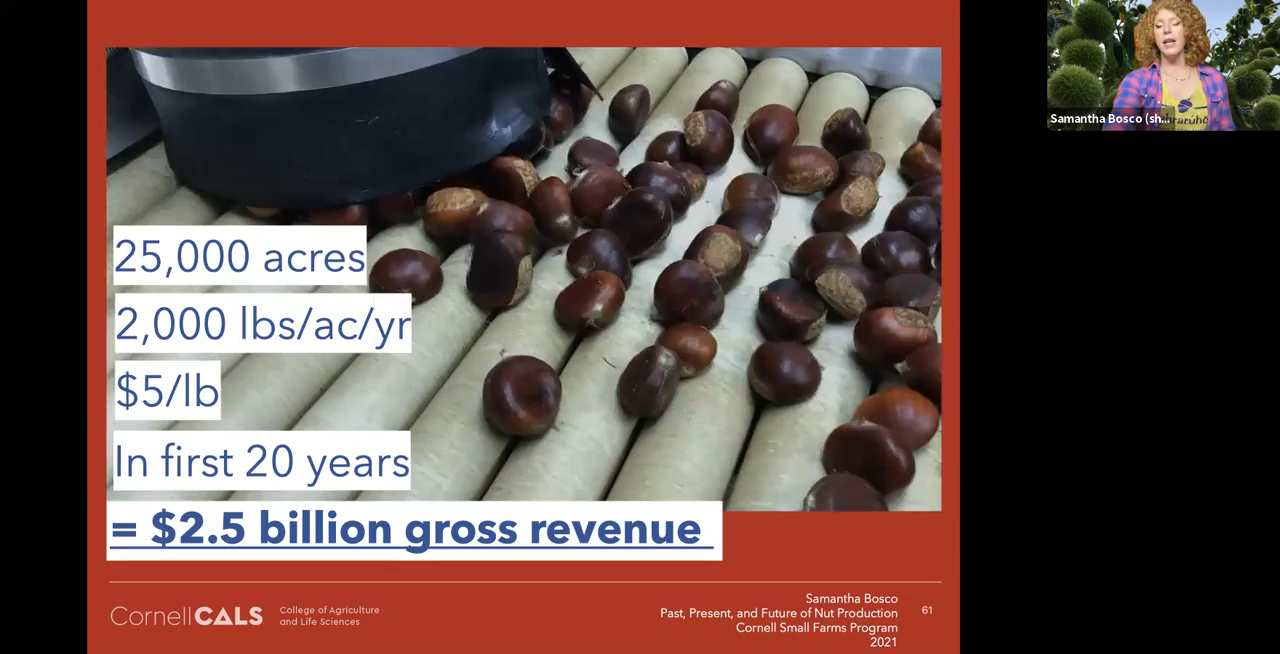 25,000 acres
2,000 lbs/ac/yr
$5/lb
In first 20 years
= $2.5 billion gross revenue
CornellCALS
College of Agriculture
and Life Sciences
Samantha Bosco
Past, Present, and Future of Nut Production
Cornell Small Farms Program
2021
61
Samantha Bosco (sh...